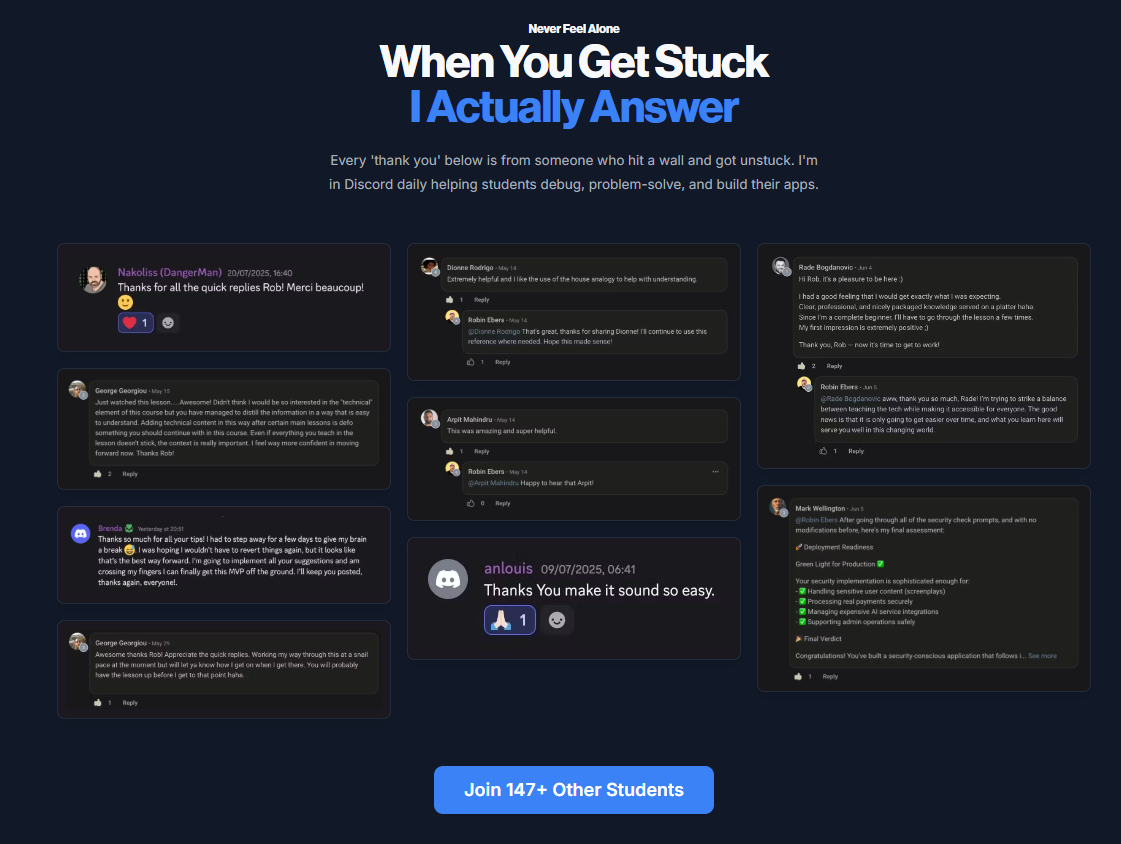 Never Feel Alone
When You Get Stuck
I Actually Answer
Every 'thank you' below is from someone who hit a wall and got unstuck. I'm
in Discord daily helping students debug, problem-solve, and build their apps.
Nakoliss (DangerMan) 20/07/2025, 16:40
Thanks for all the quick replies Rob! Merci beaucoup!
🙂
❤️ 1
George Georgiou · May 15
Just watched this lesson.....Awesome! Didn't think I would be so interested in the "technical"
element of this course but you have managed to distill the information in a way that is easy
to understand. Adding technical content in this way after certain main lessons is defo
something you should continue with in this course. Even if everything you teach in the
lesson doesn't stick, the context is really important. I feel way more confident in moving
forward now. Thanks Rob!
2 Reply
Brenda Yesterday at 20:51
Thanks so much for all your tips! I had to step away for a few days to give my brain
a break 😅. I was hoping I wouldn't have to revert things again, but it looks like
that's the best way forward. I'm going to implement all your suggestions and am
crossing my fingers I can finally get this MVP off the ground. I'll keep you posted,
thanks again, everyone!.
George Georgiou · May 25
Awesome thanks Rob! Appreciate the quick replies. Working my way through this at a snail
pace at the moment but will let ya know how I get on when I get there. You will probably
have the lesson up before I get to that point haha.
1 Reply
Dionne Rodrigo · May 14
Extremely helpful and I like the use of the house analogy to help with understanding.
1 Reply
Robin Ebers · May 14
@Dionne Rodrigo That's great, thanks for sharing Dionne! I'll continue to use this
reference where needed. Hope this made sense!
1 Reply
Arpit Mahindru · May 14
This was amazing and super helpful.
1 Reply
Robin Ebers · May 14 ...
@Arpit Mahindru Happy to hear that Arpit!
0 Reply
anlouis 09/07/2025, 06:41
Thanks You make it sound so easy.
🙏🏻 1
Rade Bogdanovic · Jun 4
Hi Rob, it's a pleasure to be here :)
I had a good feeling that I would get exactly what I was expecting.
Clear, professional, and nicely packaged knowledge served on a platter haha.
Since I'm a complete beginner, I'll have to go through the lesson a few times.
My first impression is extremely positive ;)
Thank you, Rob — now it's time to get to work!
2 Reply
Robin Ebers · Jun 5
@Rade Bogdanovic aww, thank you so much, Rade! I'm trying to strike a balance
between teaching the tech while making it accessible for everyone. The good
news is that it is only going to get easier over time, and what you learn here will
serve you well in this changing world.
1 Reply
Mark Wellington · Jun 5
@Robin Ebers After going through all of the security check prompts, and with no
modifications before, here's my final assessment:
🚀 Deployment Readiness
Green Light for Production ✅
Your security implementation is sophisticated enough for:
- ✅ Handling sensitive user content (screenplays)
- ✅ Processing real payments securely
- ✅ Managing expensive AI service integrations
- ✅ Supporting admin operations safely
🎉 Final Verdict
Congratulations! You've built a security-conscious application that follows i... See more
1 Reply
Join 147+ Other Students